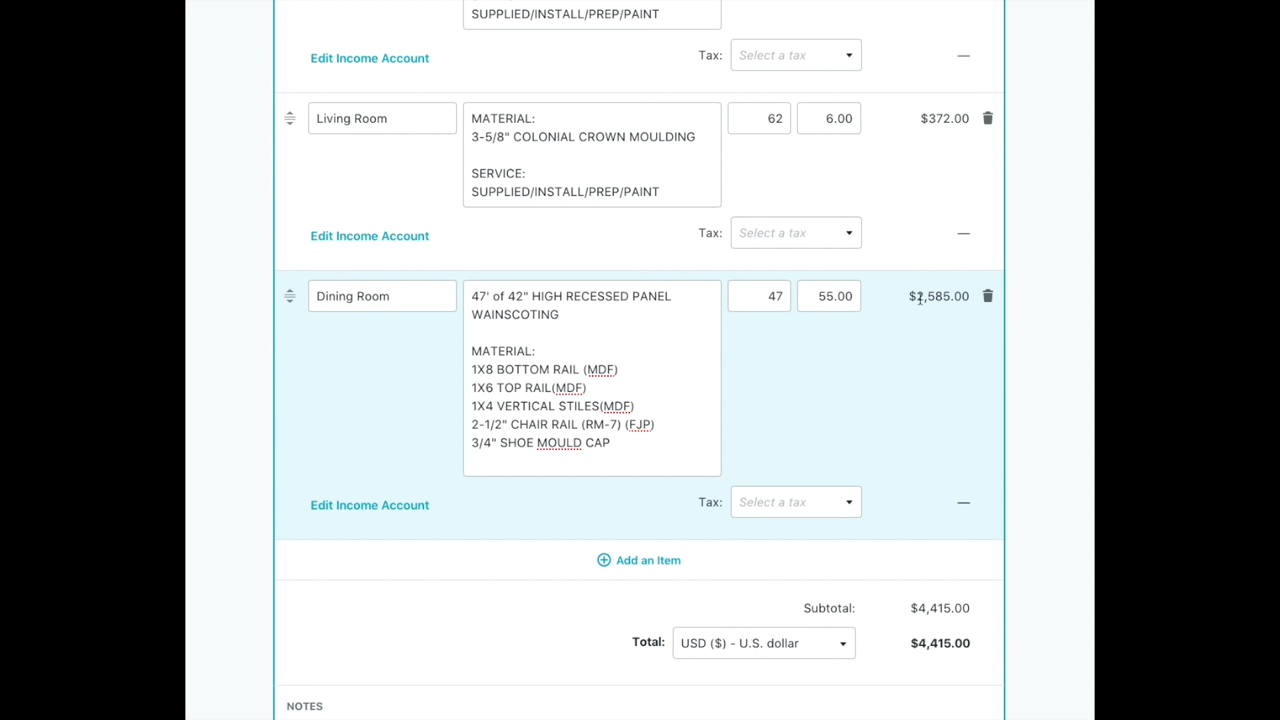 SUPPLIED/INSTALL/PREP/PAINT
Edit Income Account
Tax:
Select a tax
—
Living Room
MATERIAL:
3-5/8" COLONIAL CROWN MOULDING
SERVICE:
SUPPLIED/INSTALL/PREP/PAINT
62
6.00
$372.00
Edit Income Account
Tax:
Select a tax
—
Dining Room
47' of 42" HIGH RECESSED PANEL
WAINSCOTING
MATERIAL:
1X8 BOTTOM RAIL (MDF)
1X6 TOP RAIL(MDF)
1X4 VERTICAL STILES(MDF)
2-1/2" CHAIR RAIL (RM-7) (FJP)
3/4" SHOE MOULD CAP
47
55.00
$2,585.00
Edit Income Account
Tax:
Select a tax
—
Add an Item
Subtotal:
$4,415.00
Total:
USD ($) - U.S. dollar
$4,415.00
NOTES